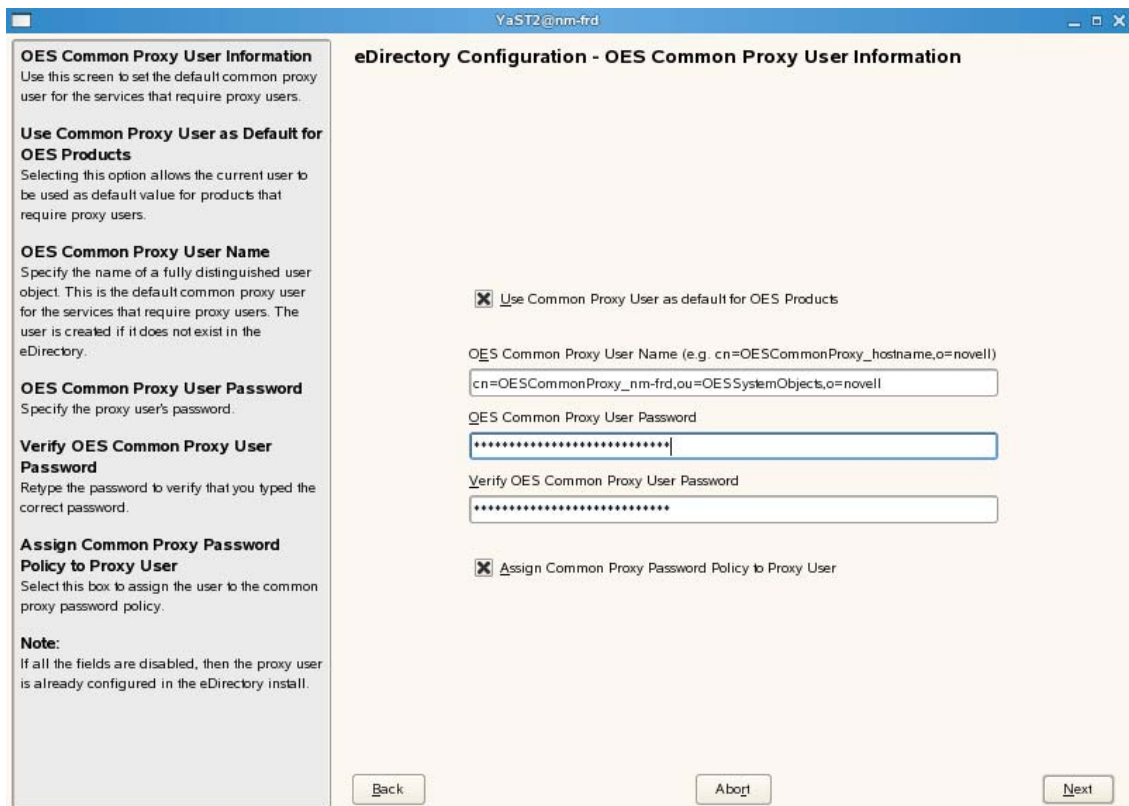 YaST2@nm-frd
OES Common Proxy User Information
Use this screen to set the default common proxy
user for the services that require proxy users.
Use Common Proxy User as Default for
OES Products
Selecting this option allows the current user to
be used as default value for products that
require proxy users.
OES Common Proxy User Name
Specify the name of a fully distinguished user
object. This is the default common proxy user
for the services that require proxy users. The
user is created if it does not exist in the
eDirectory.
OES Common Proxy User Password
Specify the proxy user's password.
Verify OES Common Proxy User
Password
Retype the password to verify that you typed the
correct password.
Assign Common Proxy Password
Policy to Proxy User
Select this box to assign the user to the common
proxy password policy.
Note:
If all the fields are disabled, then the proxy user
is already configured in the eDirectory install.
eDirectory Configuration - OES Common Proxy User Information
Use Common Proxy User as default for OES Products
OES Common Proxy User Name (e.g. cn=OESCommonProxy_hostname,o=novell)
cn=OESCommonProxy_nm-frd,ou=OESSystemObjects,o=novell
OES Common Proxy User Password
****************************
Verify OES Common Proxy User Password
****************************
Assign Common Proxy Password Policy to Proxy User
Back
Abort
Next